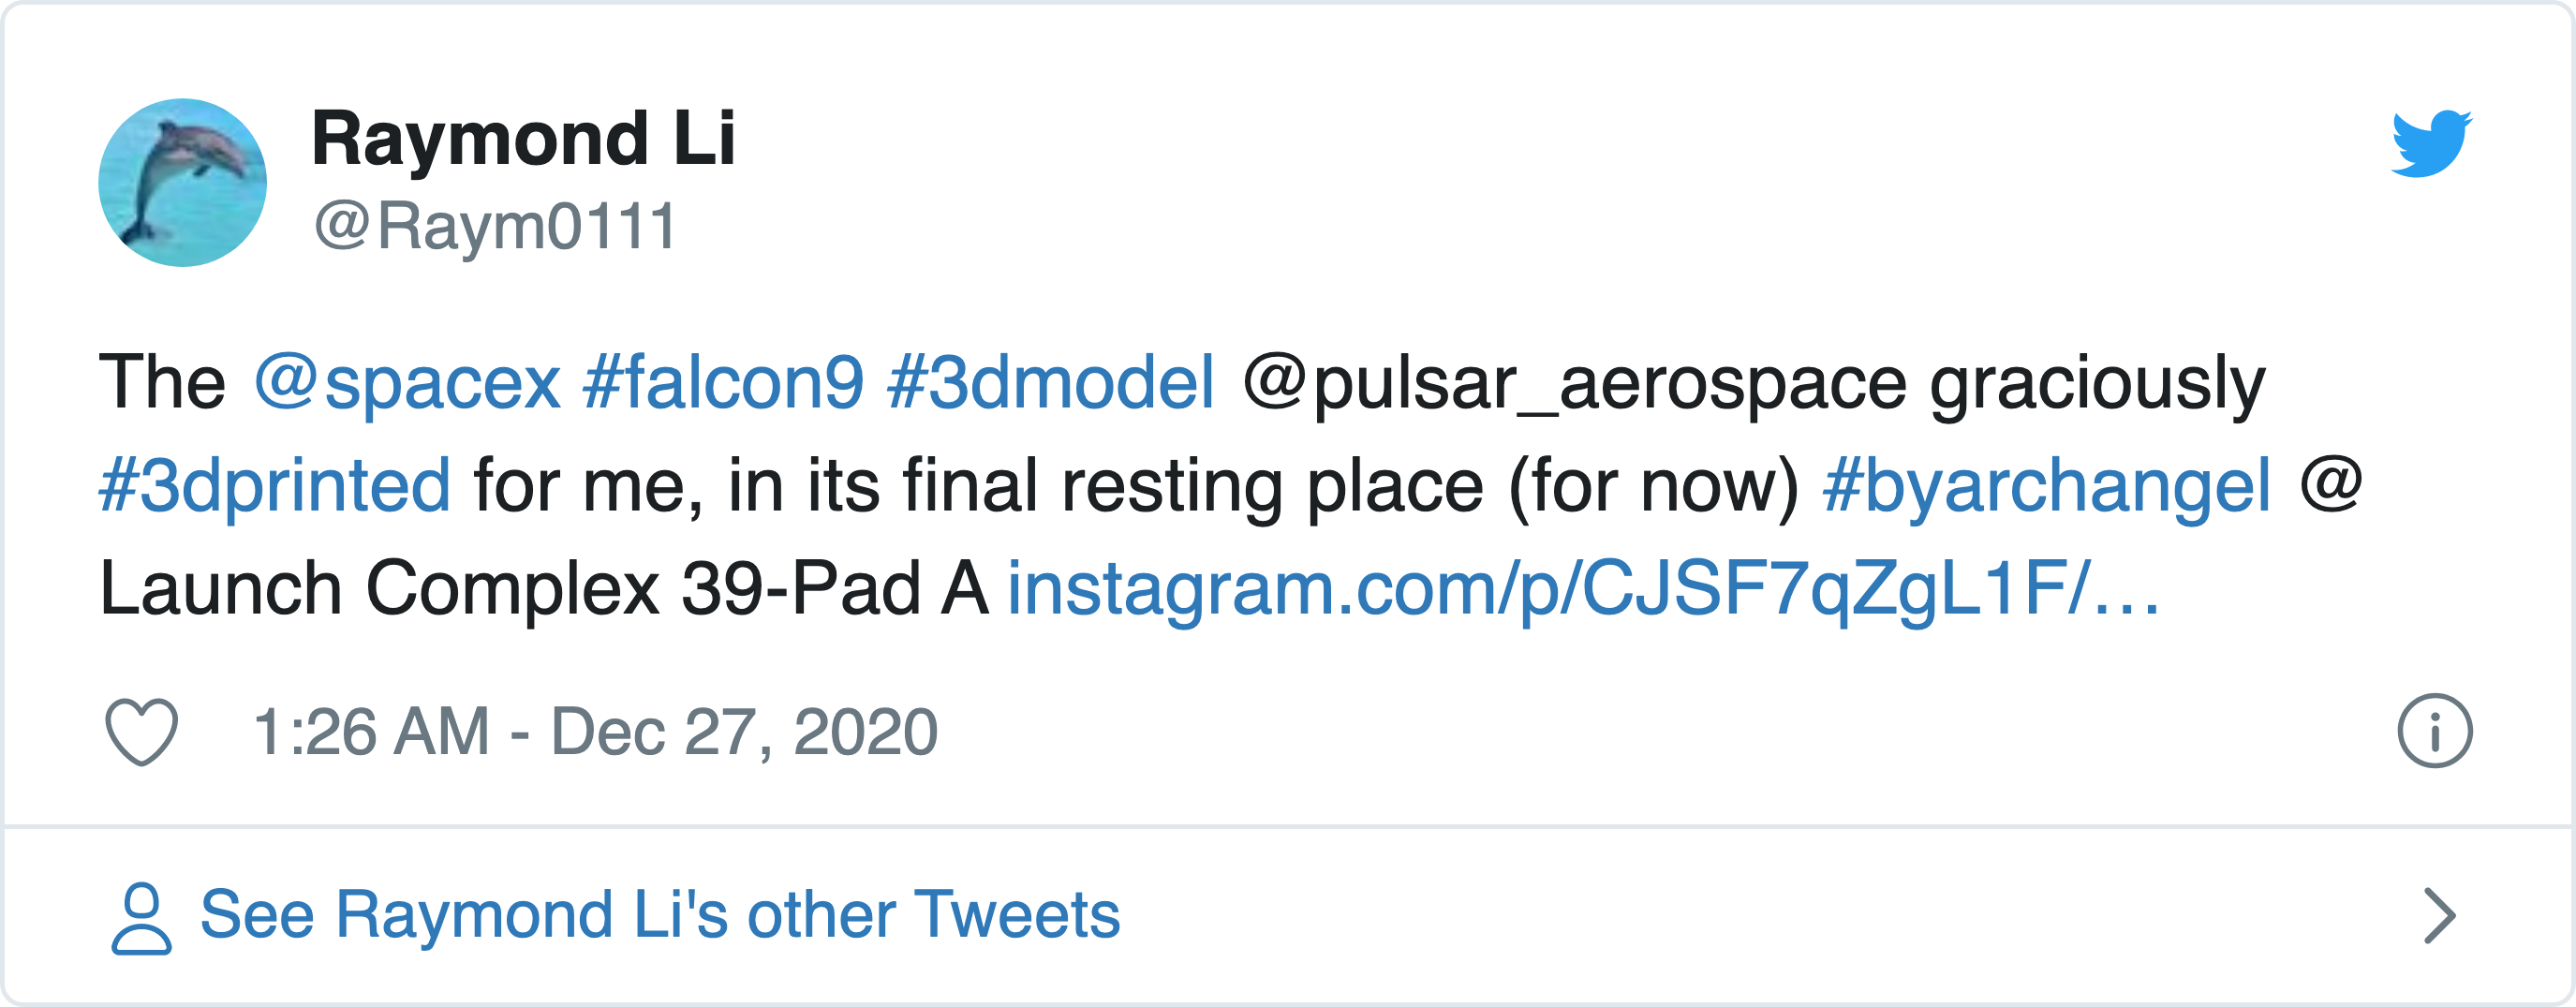 Raymond Li
@Raym0111
The @spacex #falcon9 #3dmodel @pulsar_aerospace graciously
#3dprinted for me, in its final resting place (for now) #byarchangel @
Launch Complex 39-Pad A instagram.com/p/CJSF7qZgL1F/…
1:26 AM - Dec 27, 2020
See Raymond Li's other Tweets